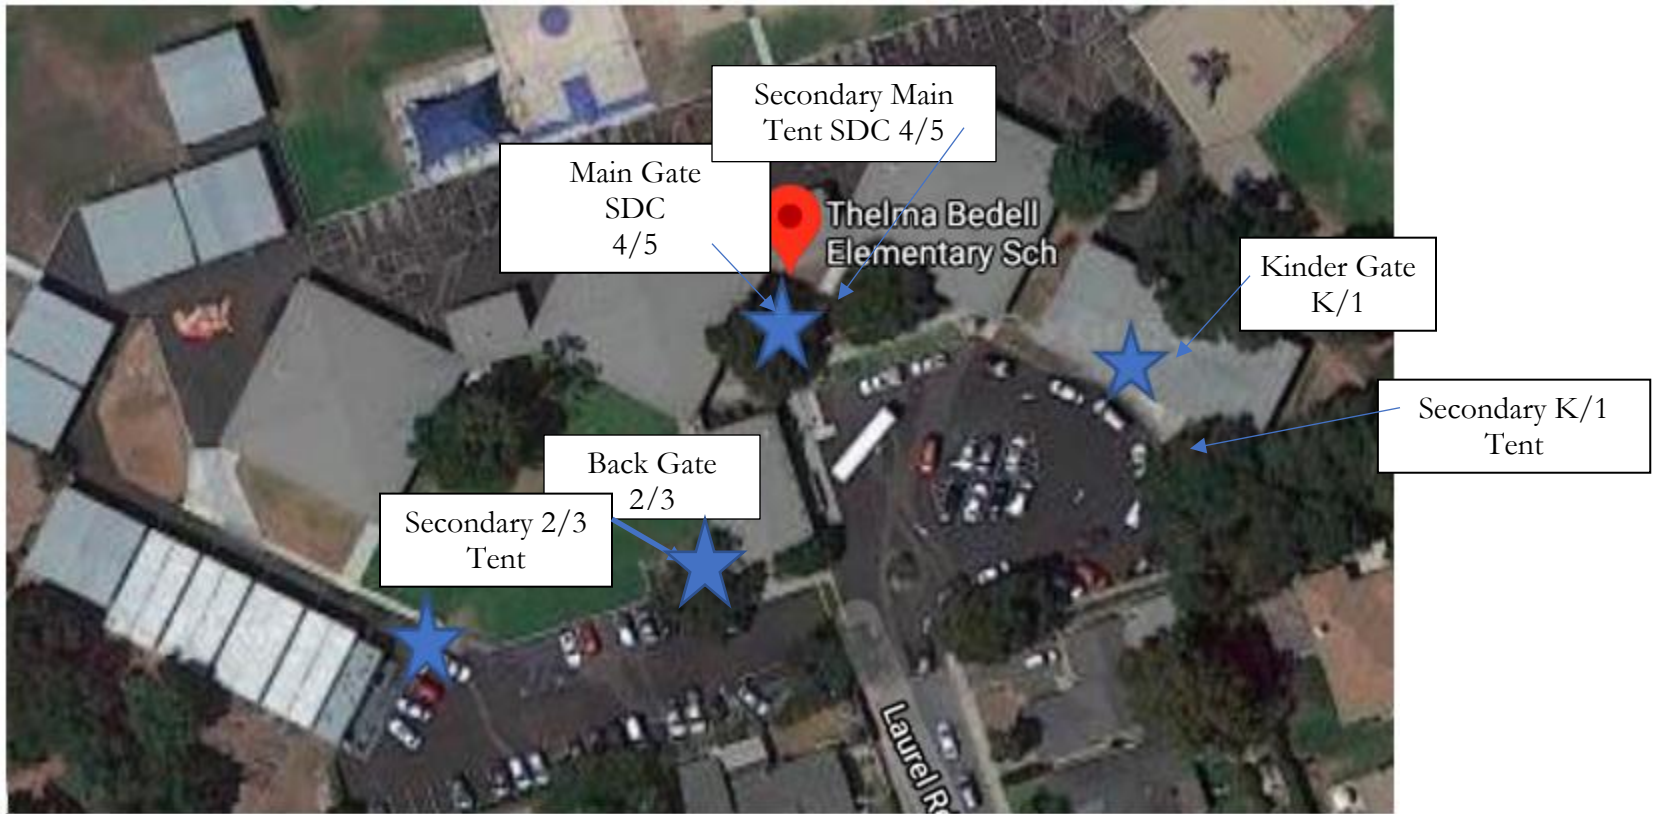 Secondary Main
Tent SDC 4/5
Main Gate
SDC
4/5
Thelma Bedell
Elementary Sch
Kinder Gate
K/1
Secondary K/1
Tent
Back Gate
2/3
Secondary 2/3
Tent
Laurel